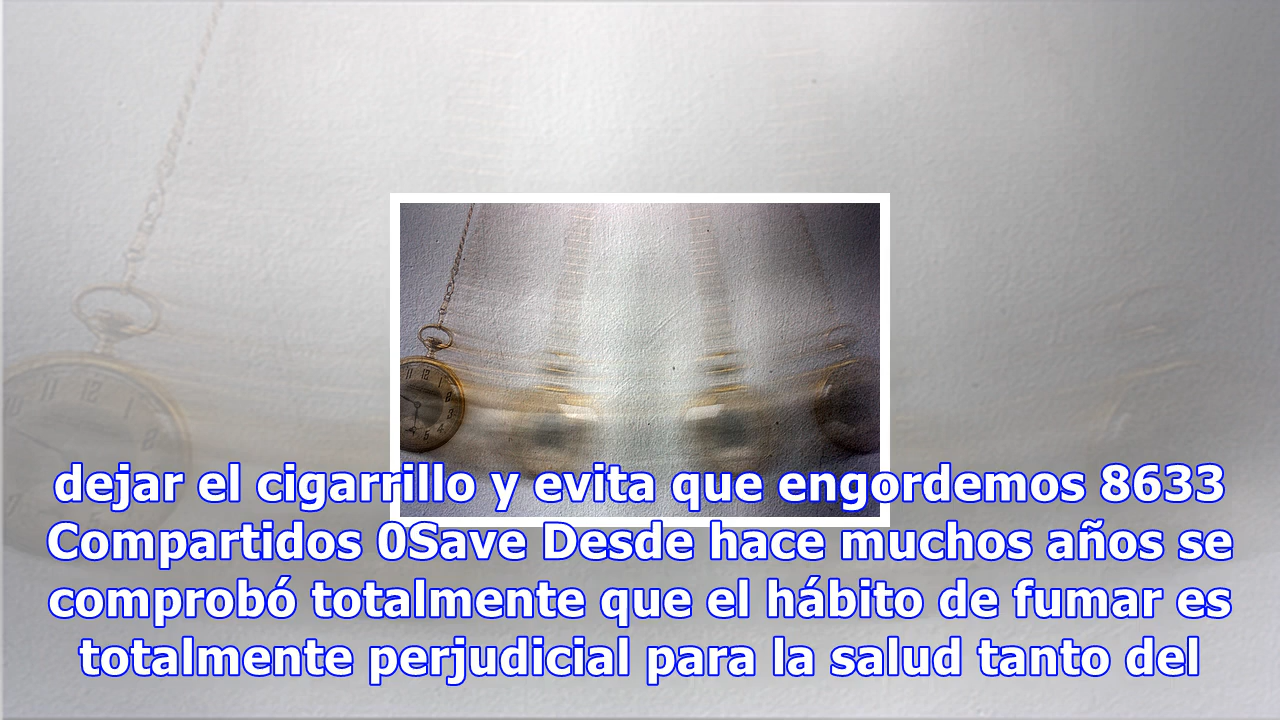 dejar el cigarrillo y evita que engordemos 8633
Compartidos 0Save Desde hace muchos años se
comprobó totalmente que el hábito de fumar es
totalmente perjudicial para la salud tanto del